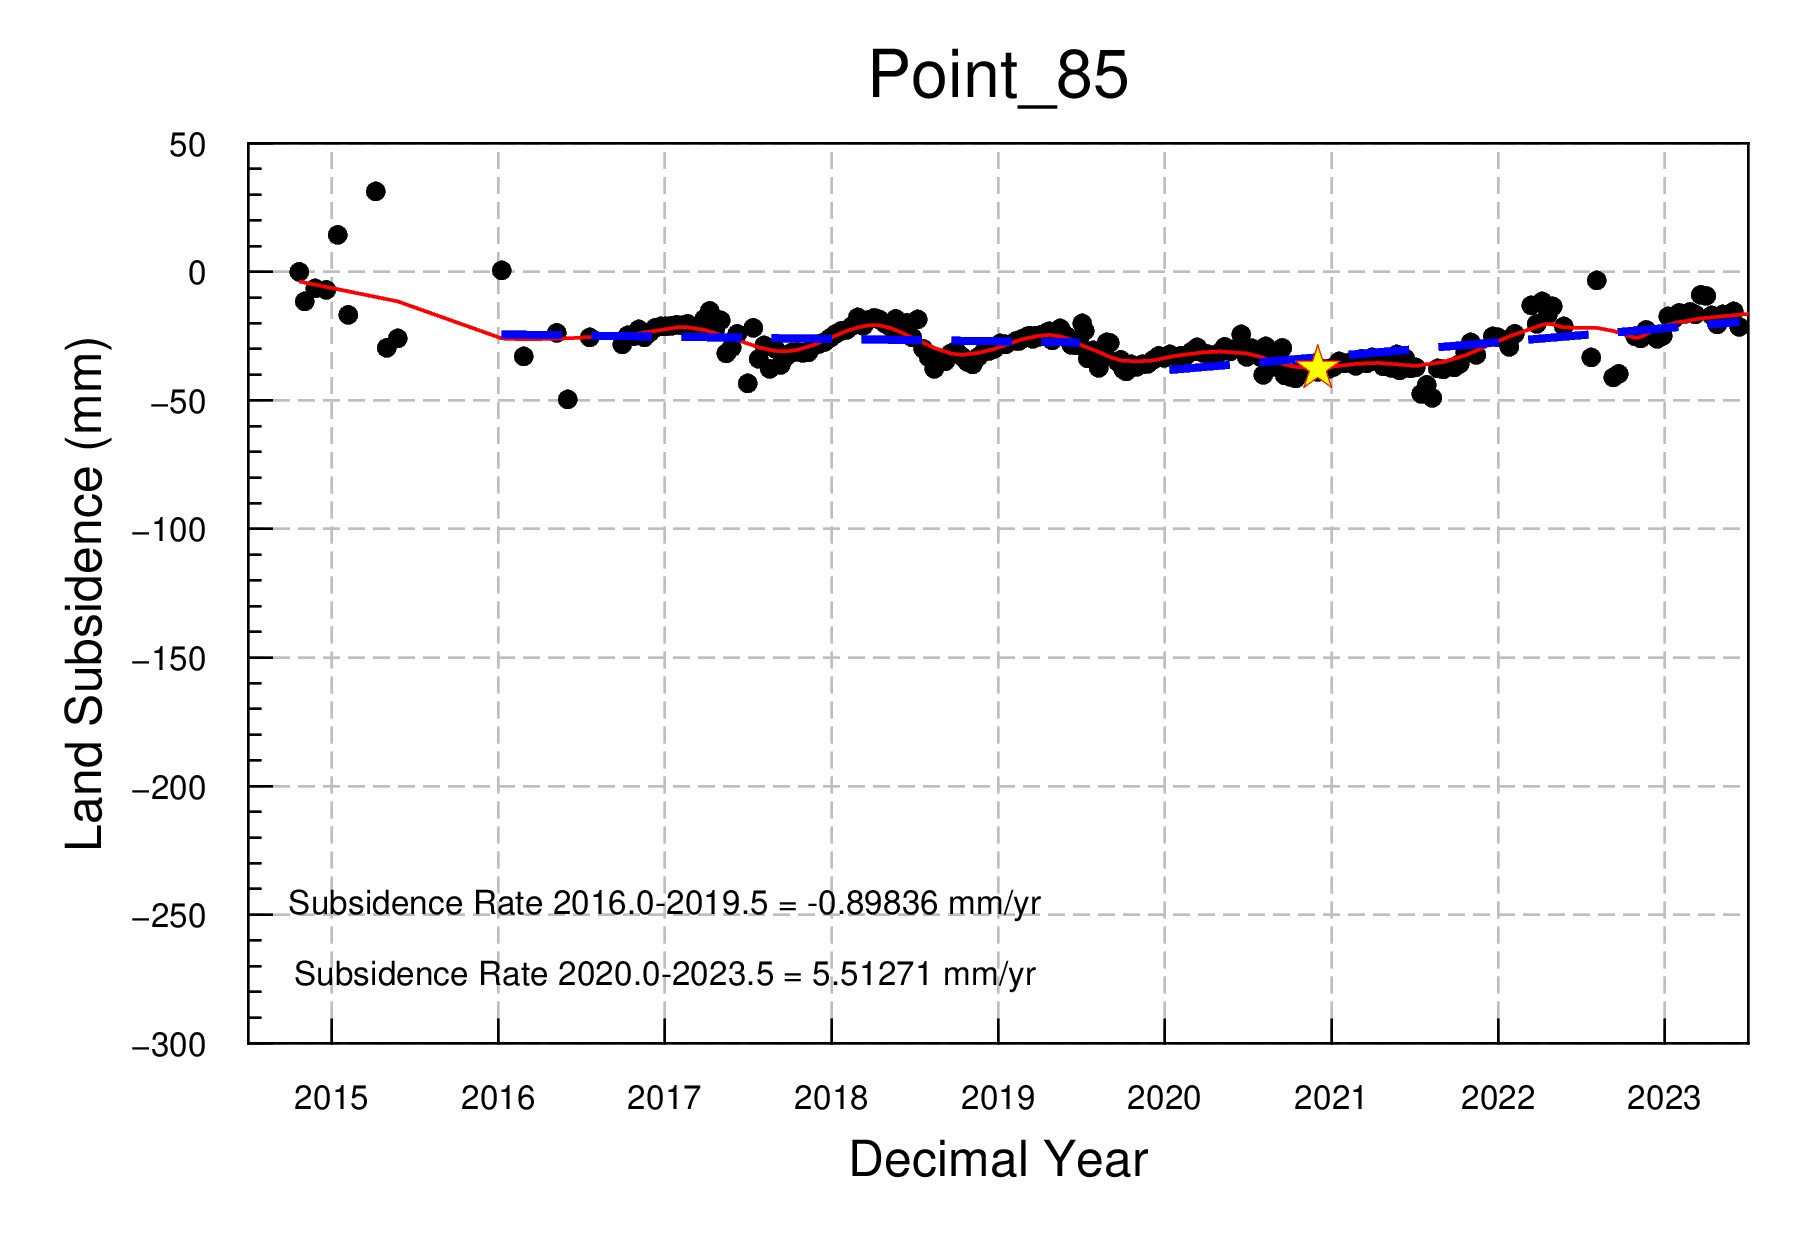 Point_85
50
0
−50
−100
−150
−200
−250
−300
Land Subsidence (mm)
Subsidence Rate 2016.0-2019.5 = -0.89836 mm/yr
Subsidence Rate 2020.0-2023.5 = 5.51271 mm/yr
2015 2016 2017 2018 2019 2020 2021 2022 2023
Decimal Year